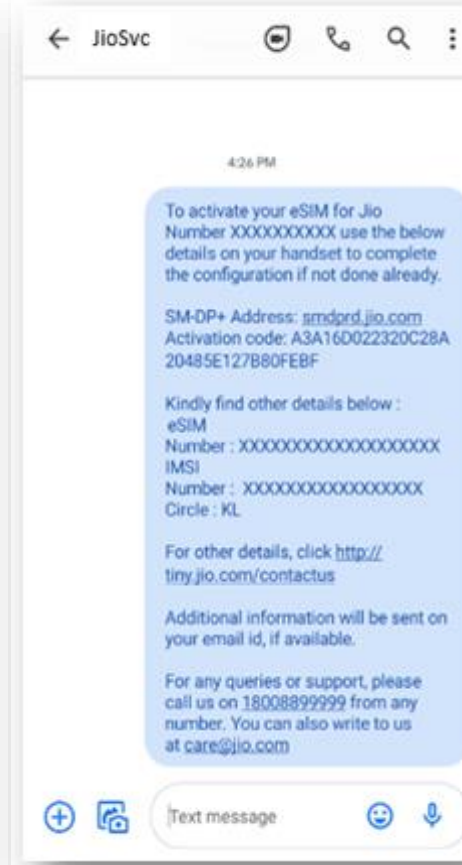 JioSvc
4:26 PM
To activate your eSIM for Jio
Number XXXXXXXXXX use the below
details on your handset to complete
the configuration if not done already.
SM-DP+ Address: smdprd.jio.com
Activation code: A3A16D022320C28A
20485E127B80FEBF
Kindly find other details below :
eSIM
Number : XXXXXXXXXXXXXXXXXXX
IMSI
Number : XXXXXXXXXXXXXXXXX
Circle : KL
For other details, click http://
tiny.jio.com/contactus
Additional information will be sent on
your email id, if available.
For any queries or support, please
call us on 18008899999 from any
number. You can also write to us
at care@jio.com
Text message